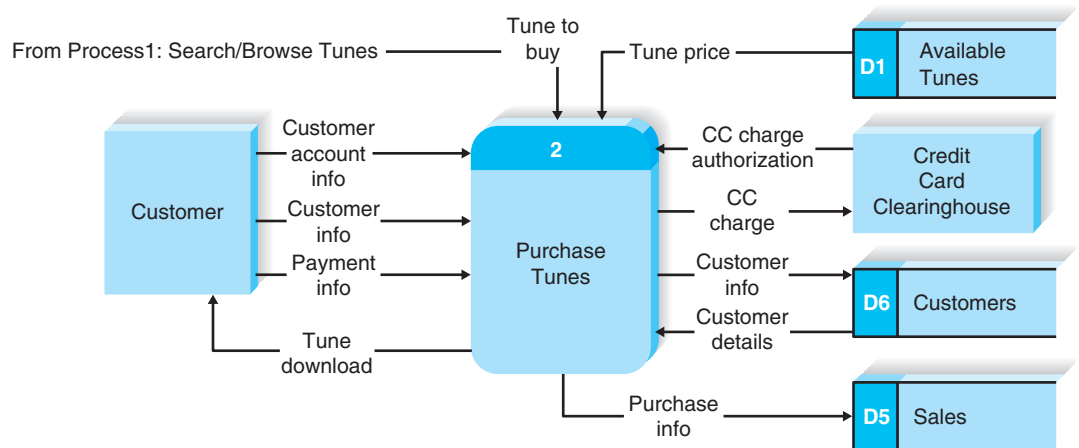 From Process1: Search/Browse Tunes
Tune to
buy
Tune price
D1
Available
Tunes
Customer
Customer
account
info
Customer
info
Payment
info
Tune
download
2
Purchase
Tunes
CC charge
authorization
CC
charge
Credit
Card
Clearinghouse
Customer
info
Customer
details
D6
Customers
Purchase
info
D5
Sales